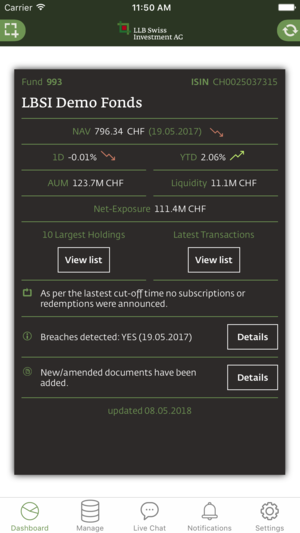 Carrier 11:50 AM
LLB Swiss
Investment AG
Fund 993 ISIN CH0025037315
LBSI Demo Fonds
NAV 796.34 CHF (19.05.2017)
1D -0.01% YTD 2.06%
AUM 123.7M CHF Liquidity 11.1M CHF
Net-Exposure 111.4M CHF
10 Largest Holdings Latest Transactions
View list View list
As per the lastest cut-off time no subscriptions or
redemptions were announced.
Breaches detected: YES (19.05.2017) Details
New/amended documents have been
added. Details
updated 08.05.2018
Dashboard Manage Live Chat Notifications Settings